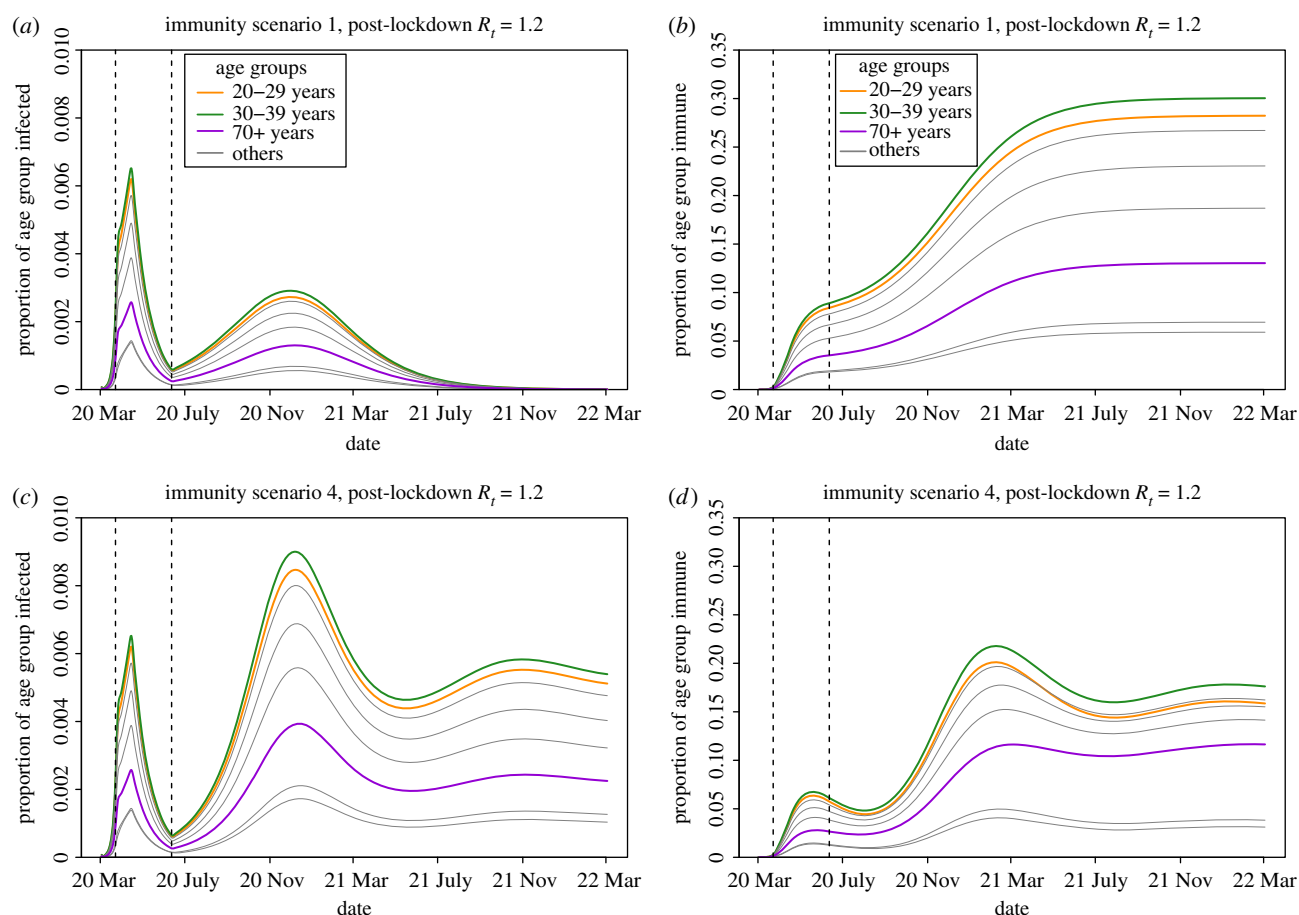 (a) immunity scenario 1, post-lockdown Rt = 1.2
proportion of age group infected
0.010
0.008
0.006
0.004
0.002
0
age groups
20–29 years
30–39 years
70+ years
others
20 Mar 20 July 20 Nov 21 Mar 21 July 21 Nov 22 Mar
date
(b) immunity scenario 1, post-lockdown Rt = 1.2
proportion of age group immune
0.35
0.30
0.25
0.20
0.15
0.10
0.05
0
age groups
20–29 years
30–39 years
70+ years
others
20 Mar 20 July 20 Nov 21 Mar 21 July 21 Nov 22 Mar
date
(c) immunity scenario 4, post-lockdown Rt = 1.2
proportion of age group infected
0.010
0.008
0.006
0.004
0.002
0
20 Mar 20 July 20 Nov 21 Mar 21 July 21 Nov 22 Mar
date
(d) immunity scenario 4, post-lockdown Rt = 1.2
proportion of age group immune
0.35
0.30
0.25
0.20
0.15
0.10
0.05
0
20 Mar 20 July 20 Nov 21 Mar 21 July 21 Nov 22 Mar
date